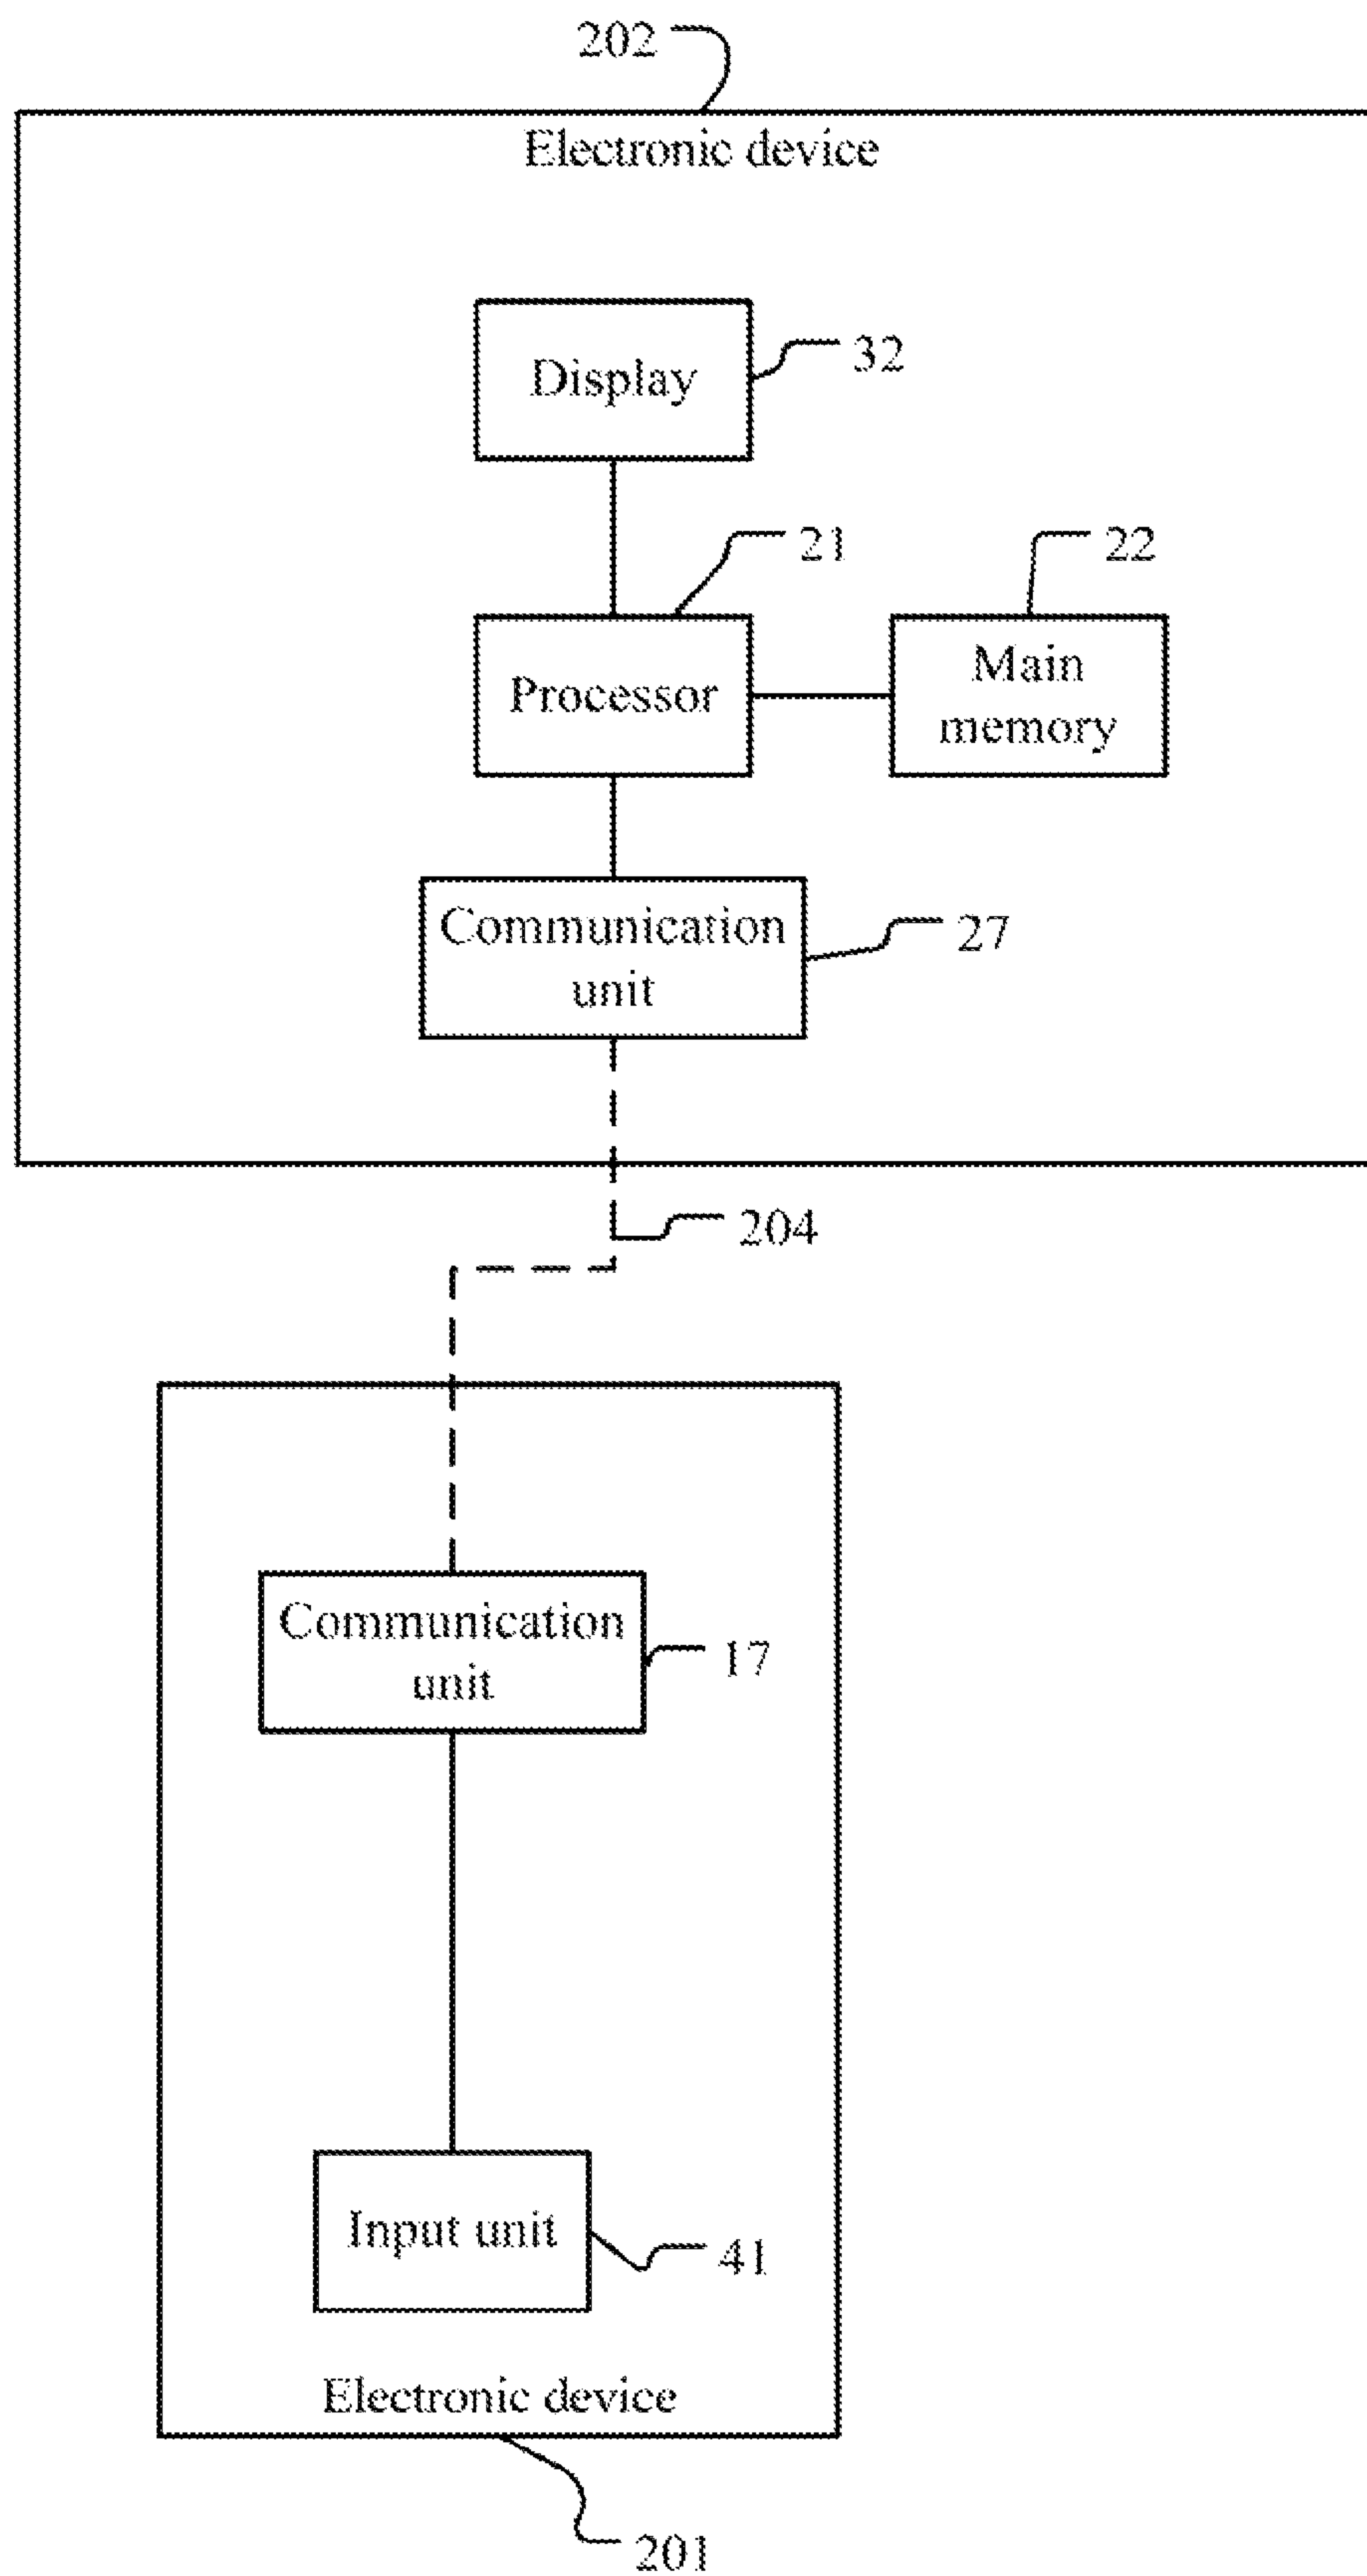 202
Electronic device
Display
32
21
22
Processor
Main
memory
Communication
unit
27
204
Communication
unit
17
Input unit
41
Electronic device
201